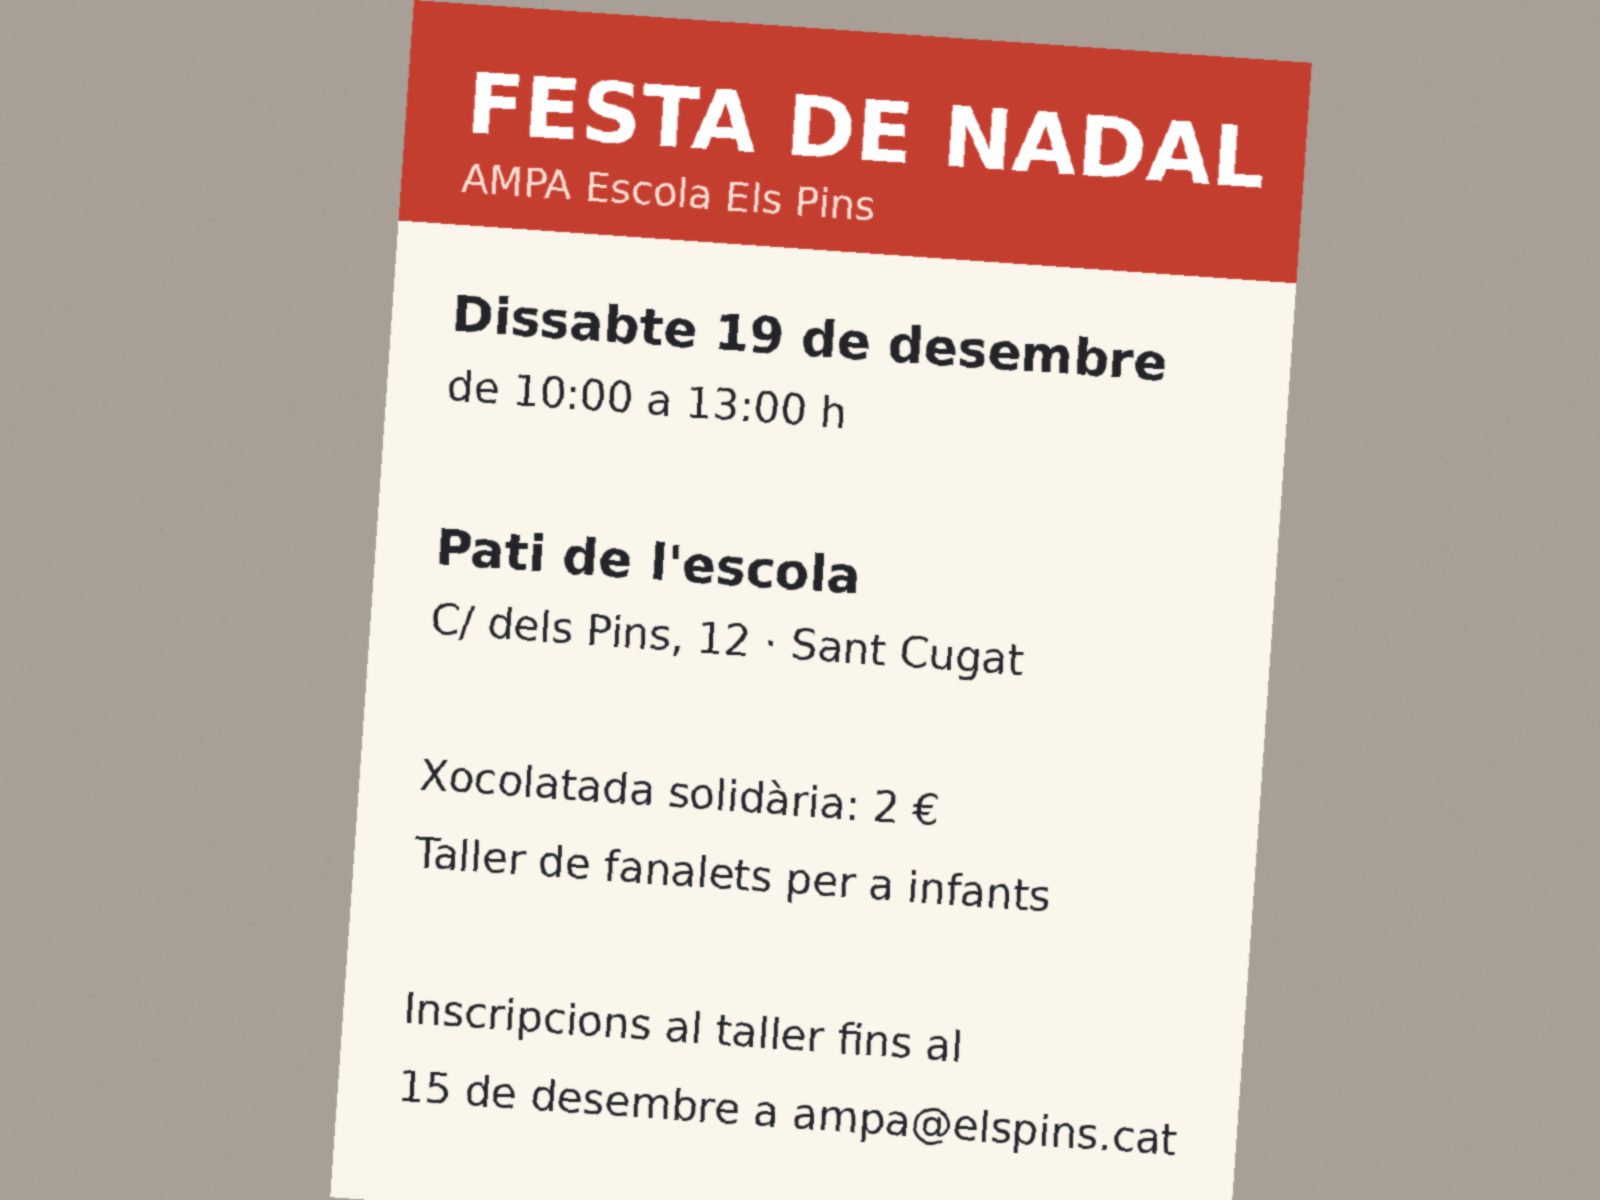 FESTA DE NADAL
AMPA Escola Els Pins
Dissabte 19 de desembre
de 10:00 a 13:00 h
Pati de l'escola
C/ dels Pins, 12 · Sant Cugat
Xocolatada solidària: 2 €
Taller de fanalets per a infants
Inscripcions al taller fins al
15 de desembre a ampa@elspins.cat